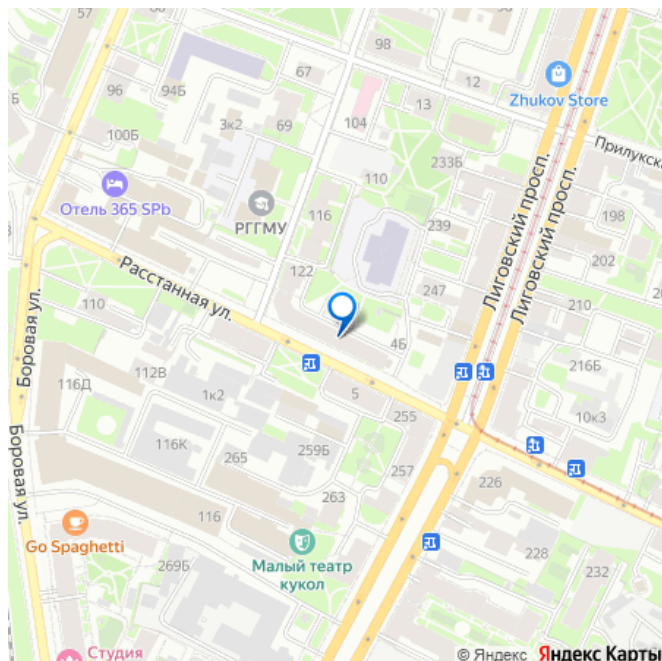 57
98
67
12
Zhukov Store
Б
96
94Б
3к2
69
104
13
100Б
Прилукска
233Б
110
Отель 365 SPb
РГГМУ
116
239
198
Лиговский просп.
Лиговский просп.
202
122
247
Расстанная ул.
110
210
Боровая ул.
4Б
112В
216Б
116Д
1к2
5
255
10к3
Боровая ул.
116К
265
259Б
257
226
263
116
Go Spaghetti
228
Малый театр
кукол
269Б
232
Студия
© Яндекс Яндекс Карты